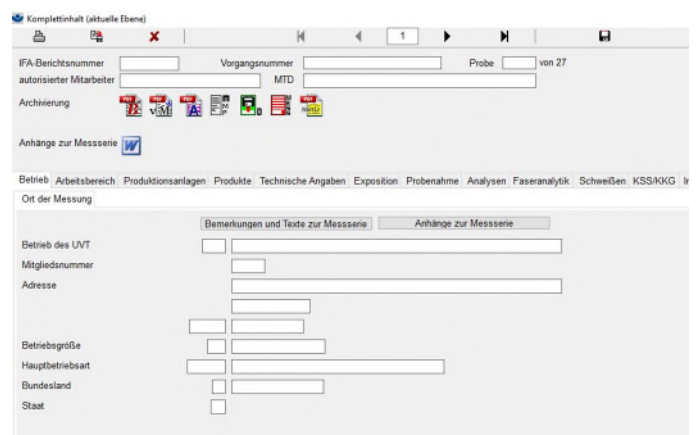 Komplettinhalt (aktuelle Ebene)
1
IFA-Berichtsnummer Vorgangsnummer Probe von 27
autorisierter Mitarbeiter MTD
Archivierung
Anhänge zur Messserie W
Betrieb Arbeitsbereich Produktionsanlagen Produkte Technische Angaben Exposition Probenahme Analysen Faseranalytik Schweißen KSS/KKG
Ort der Messung
Bemerkungen und Texte zur Messserie Anhänge zur Messserie
Betrieb des UVT
Mitgliedsnummer
Adresse
Betriebsgröße
Hauptbetriebsart
Bundesland
Staat